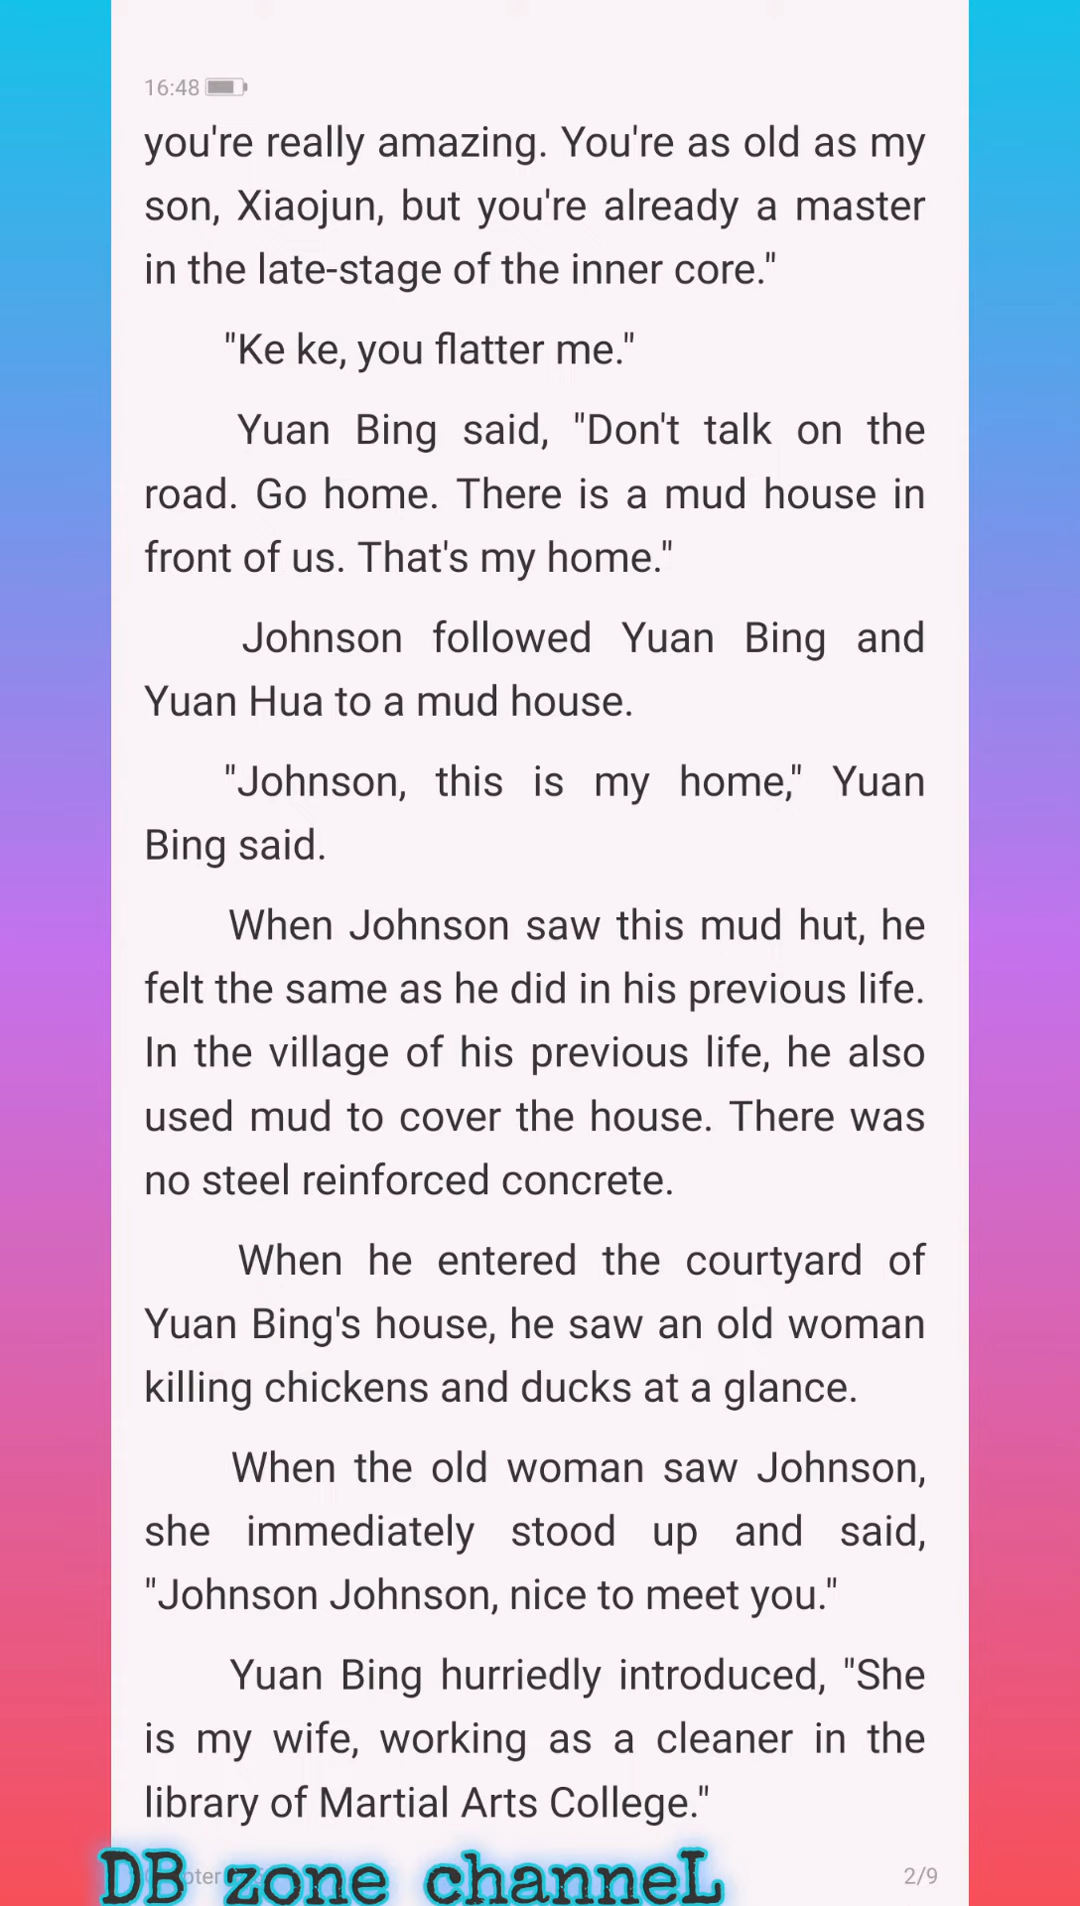 16:48
you're really amazing. You're as old as my
son, Xiaojun, but you're already a master
in the late-stage of the inner core."
"Ke ke, you flatter me."
Yuan Bing said, "Don't talk on the
road. Go home. There is a mud house in
front of us. That's my home."
Johnson followed Yuan Bing and
Yuan Hua to a mud house.
"Johnson, this is my home," Yuan
Bing said.
When Johnson saw this mud hut, he
felt the same as he did in his previous life.
In the village of his previous life, he also
used mud to cover the house. There was
no steel reinforced concrete.
When he entered the courtyard of
Yuan Bing's house, he saw an old woman
killing chickens and ducks at a glance.
When the old woman saw Johnson,
she immediately stood up and said,
"Johnson Johnson, nice to meet you."
Yuan Bing hurriedly introduced, "She
is my wife, working as a cleaner in the
library of Martial Arts College."
DB zone channeL
2/9